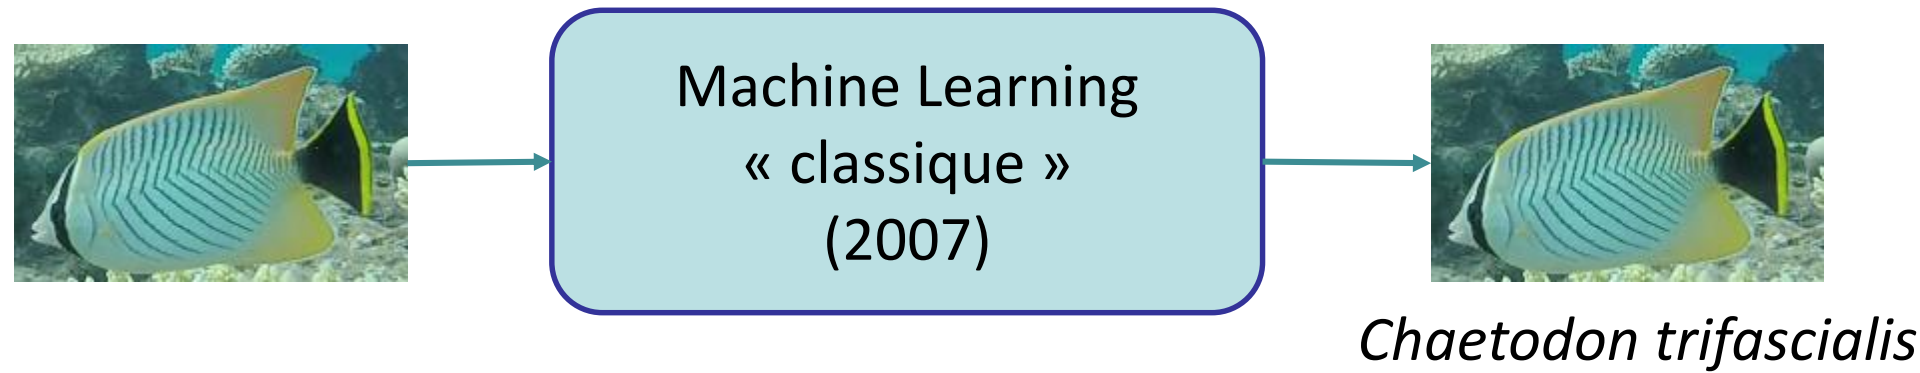 Machine Learning
« classique »
(2007)
Chaetodon trifascialis